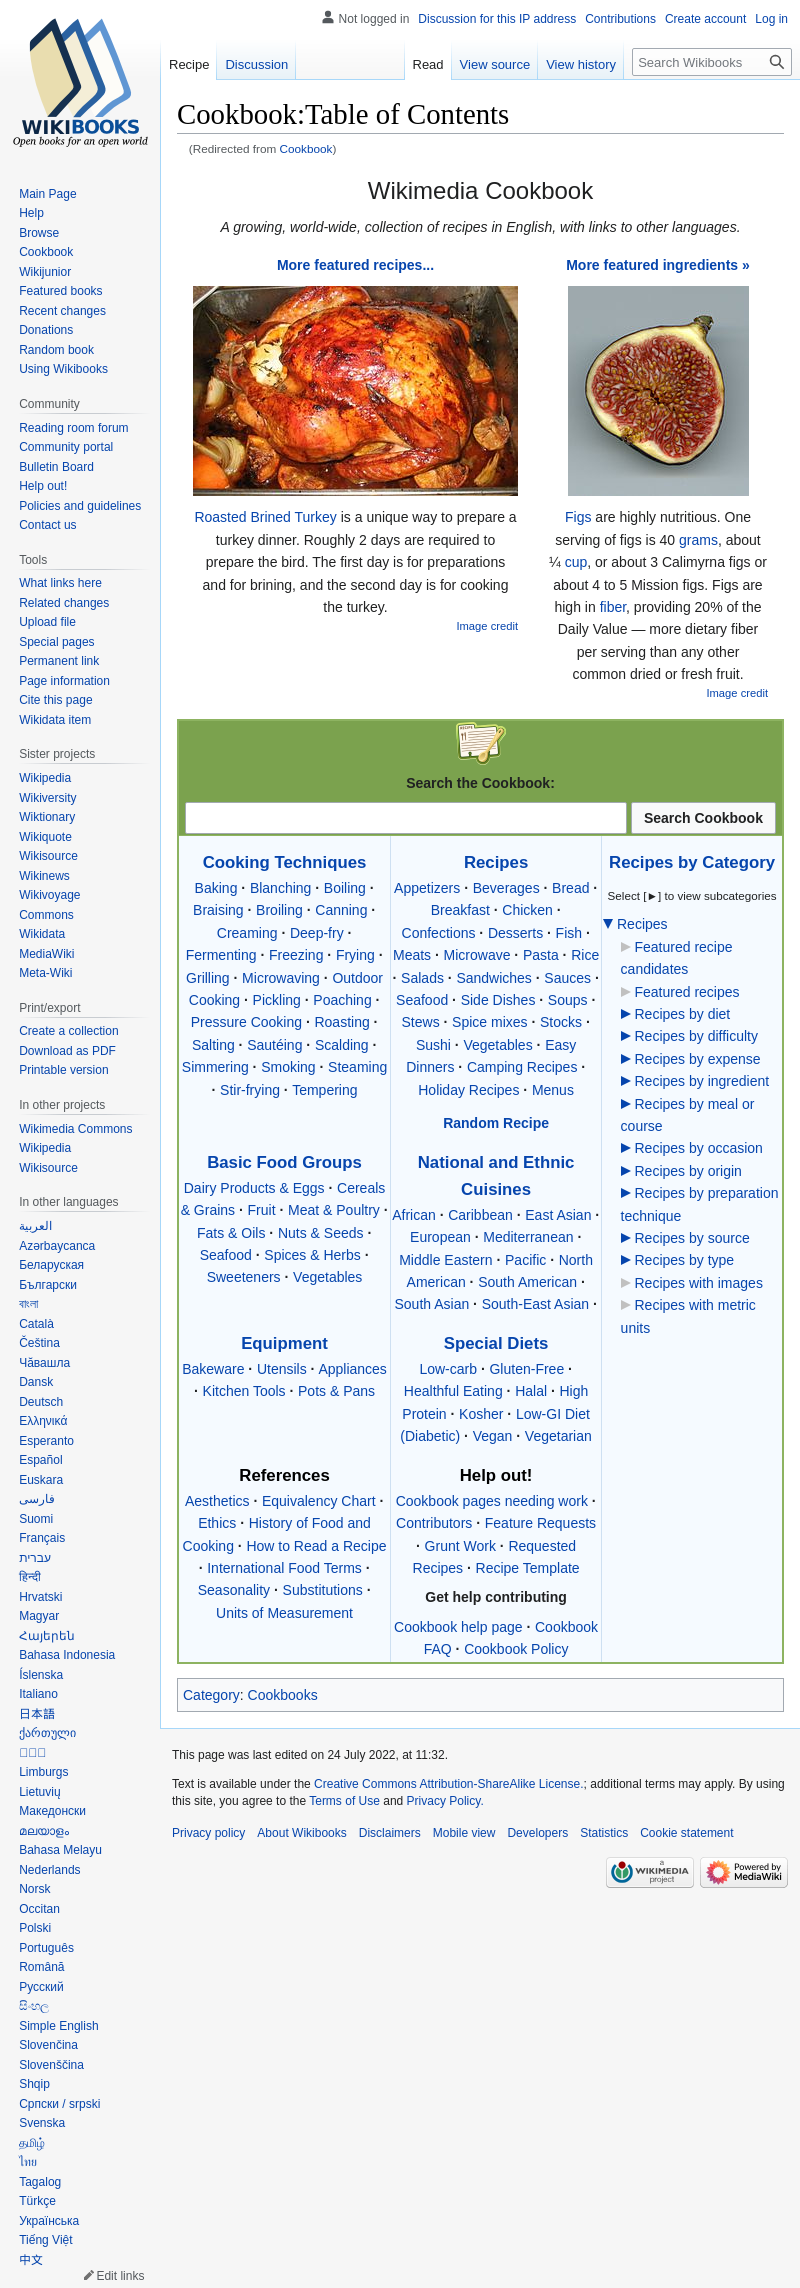 Not logged in Discussion for this IP address Contributions Create account Log in
Recipe Discussion Read View source View history Search Wikibooks
WIKIBOOKS
Open books for an open world
Cookbook:Table of Contents
(Redirected from Cookbook)
Wikimedia Cookbook
A growing, world-wide, collection of recipes in English, with links to other languages.
More featured recipes...
Roasted Brined Turkey is a unique way to prepare a
turkey dinner. Roughly 2 days are required to
prepare the bird. The first day is for preparations
and for brining, and the second day is for cooking
the turkey.
Image credit
More featured ingredients »
Figs are highly nutritious. One
serving of figs is 40 grams, about
¼ cup, or about 3 Calimyrna figs or
about 4 to 5 Mission figs. Figs are
high in fiber, providing 20% of the
Daily Value — more dietary fiber
per serving than any other
common dried or fresh fruit.
Image credit
Search the Cookbook:
Search Cookbook
Cooking Techniques
Baking · Blanching · Boiling ·
Braising · Broiling · Canning ·
Creaming · Deep-fry ·
Fermenting · Freezing · Frying ·
Grilling · Microwaving · Outdoor
Cooking · Pickling · Poaching ·
Pressure Cooking · Roasting ·
Salting · Sautéing · Scalding ·
Simmering · Smoking · Steaming
· Stir-frying · Tempering
Recipes
Appetizers · Beverages · Bread ·
Breakfast · Chicken ·
Confections · Desserts · Fish ·
Meats · Microwave · Pasta · Rice
· Salads · Sandwiches · Sauces ·
Seafood · Side Dishes · Soups ·
Stews · Spice mixes · Stocks ·
Sushi · Vegetables · Easy
Dinners · Camping Recipes ·
Holiday Recipes · Menus
Random Recipe
Recipes by Category
Select [►] to view subcategories
▼ Recipes
► Featured recipe
candidates
► Featured recipes
► Recipes by diet
► Recipes by difficulty
► Recipes by expense
► Recipes by ingredient
► Recipes by meal or
course
► Recipes by occasion
► Recipes by origin
► Recipes by preparation
technique
► Recipes by source
► Recipes by type
► Recipes with images
► Recipes with metric
units
Basic Food Groups
Dairy Products & Eggs · Cereals
& Grains · Fruit · Meat & Poultry ·
Fats & Oils · Nuts & Seeds ·
Seafood · Spices & Herbs ·
Sweeteners · Vegetables
National and Ethnic
Cuisines
African · Caribbean · East Asian ·
European · Mediterranean ·
Middle Eastern · Pacific · North
American · South American ·
South Asian · South-East Asian ·
Equipment
Bakeware · Utensils · Appliances
· Kitchen Tools · Pots & Pans
Special Diets
Low-carb · Gluten-Free ·
Healthful Eating · Halal · High
Protein · Kosher · Low-GI Diet
(Diabetic) · Vegan · Vegetarian
References
Aesthetics · Equivalency Chart ·
Ethics · History of Food and
Cooking · How to Read a Recipe
· International Food Terms ·
Seasonality · Substitutions ·
Units of Measurement
Help out!
Cookbook pages needing work ·
Contributors · Feature Requests
· Grunt Work · Requested
Recipes · Recipe Template
Get help contributing
Cookbook help page · Cookbook
FAQ · Cookbook Policy
Category: Cookbooks
Main Page
Help
Browse
Cookbook
Wikijunior
Featured books
Recent changes
Donations
Random book
Using Wikibooks
Community
Reading room forum
Community portal
Bulletin Board
Help out!
Policies and guidelines
Contact us
Tools
What links here
Related changes
Upload file
Special pages
Permanent link
Page information
Cite this page
Wikidata item
Sister projects
Wikipedia
Wikiversity
Wiktionary
Wikiquote
Wikisource
Wikinews
Wikivoyage
Commons
Wikidata
MediaWiki
Meta-Wiki
Print/export
Create a collection
Download as PDF
Printable version
In other projects
Wikimedia Commons
Wikipedia
Wikisource
In other languages
العربية
Azərbaycanca
Беларуская
Български
বাংলা
Català
Čeština
Чӑвашла
Dansk
Deutsch
Ελληνικά
Esperanto
Español
Euskara
فارسی
Suomi
Français
עברית
हिन्दी
Hrvatski
Magyar
Հայերեն
Bahasa Indonesia
Íslenska
Italiano
日本語
ქართული
Limburgs
Lietuvių
Македонски
മലയാളം
Bahasa Melayu
Nederlands
Norsk
Occitan
Polski
Português
Română
Русский
සිංහල
Simple English
Slovenčina
Slovenščina
Shqip
Српски / srpski
Svenska
தமிழ்
ไทย
Tagalog
Türkçe
Українська
Tiếng Việt
中文
Edit links
This page was last edited on 24 July 2022, at 11:32.
Text is available under the Creative Commons Attribution-ShareAlike License.; additional terms may apply. By using
this site, you agree to the Terms of Use and Privacy Policy.
Privacy policy About Wikibooks Disclaimers Mobile view Developers Statistics Cookie statement
a
WIKIMEDIA
project
Powered by
MediaWiki